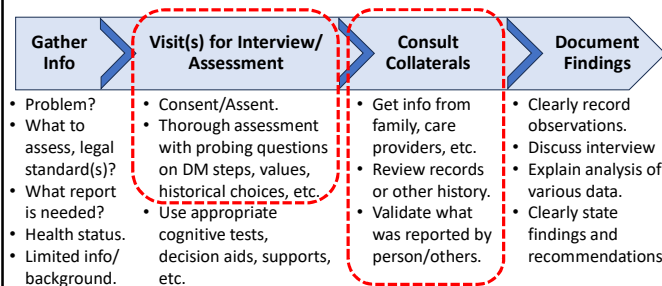 Gather
Info
• Problem?
• What to
assess, legal
standard(s)?
• What report
is needed?
• Health status.
• Limited info/
background.
Visit(s) for Interview/
Assessment
• Consent/Assent.
• Thorough assessment
with probing questions
on DM steps, values,
historical choices, etc.
• Use appropriate
cognitive tests,
decision aids, supports,
etc.
Consult
Collaterals
• Get info from
family, care
providers, etc.
• Review records
or other history.
• Validate what
was reported by
person/others.
Document
Findings
• Clearly record
observations.
• Discuss interview
• Explain analysis of
various data.
• Clearly state
findings and
recommendations